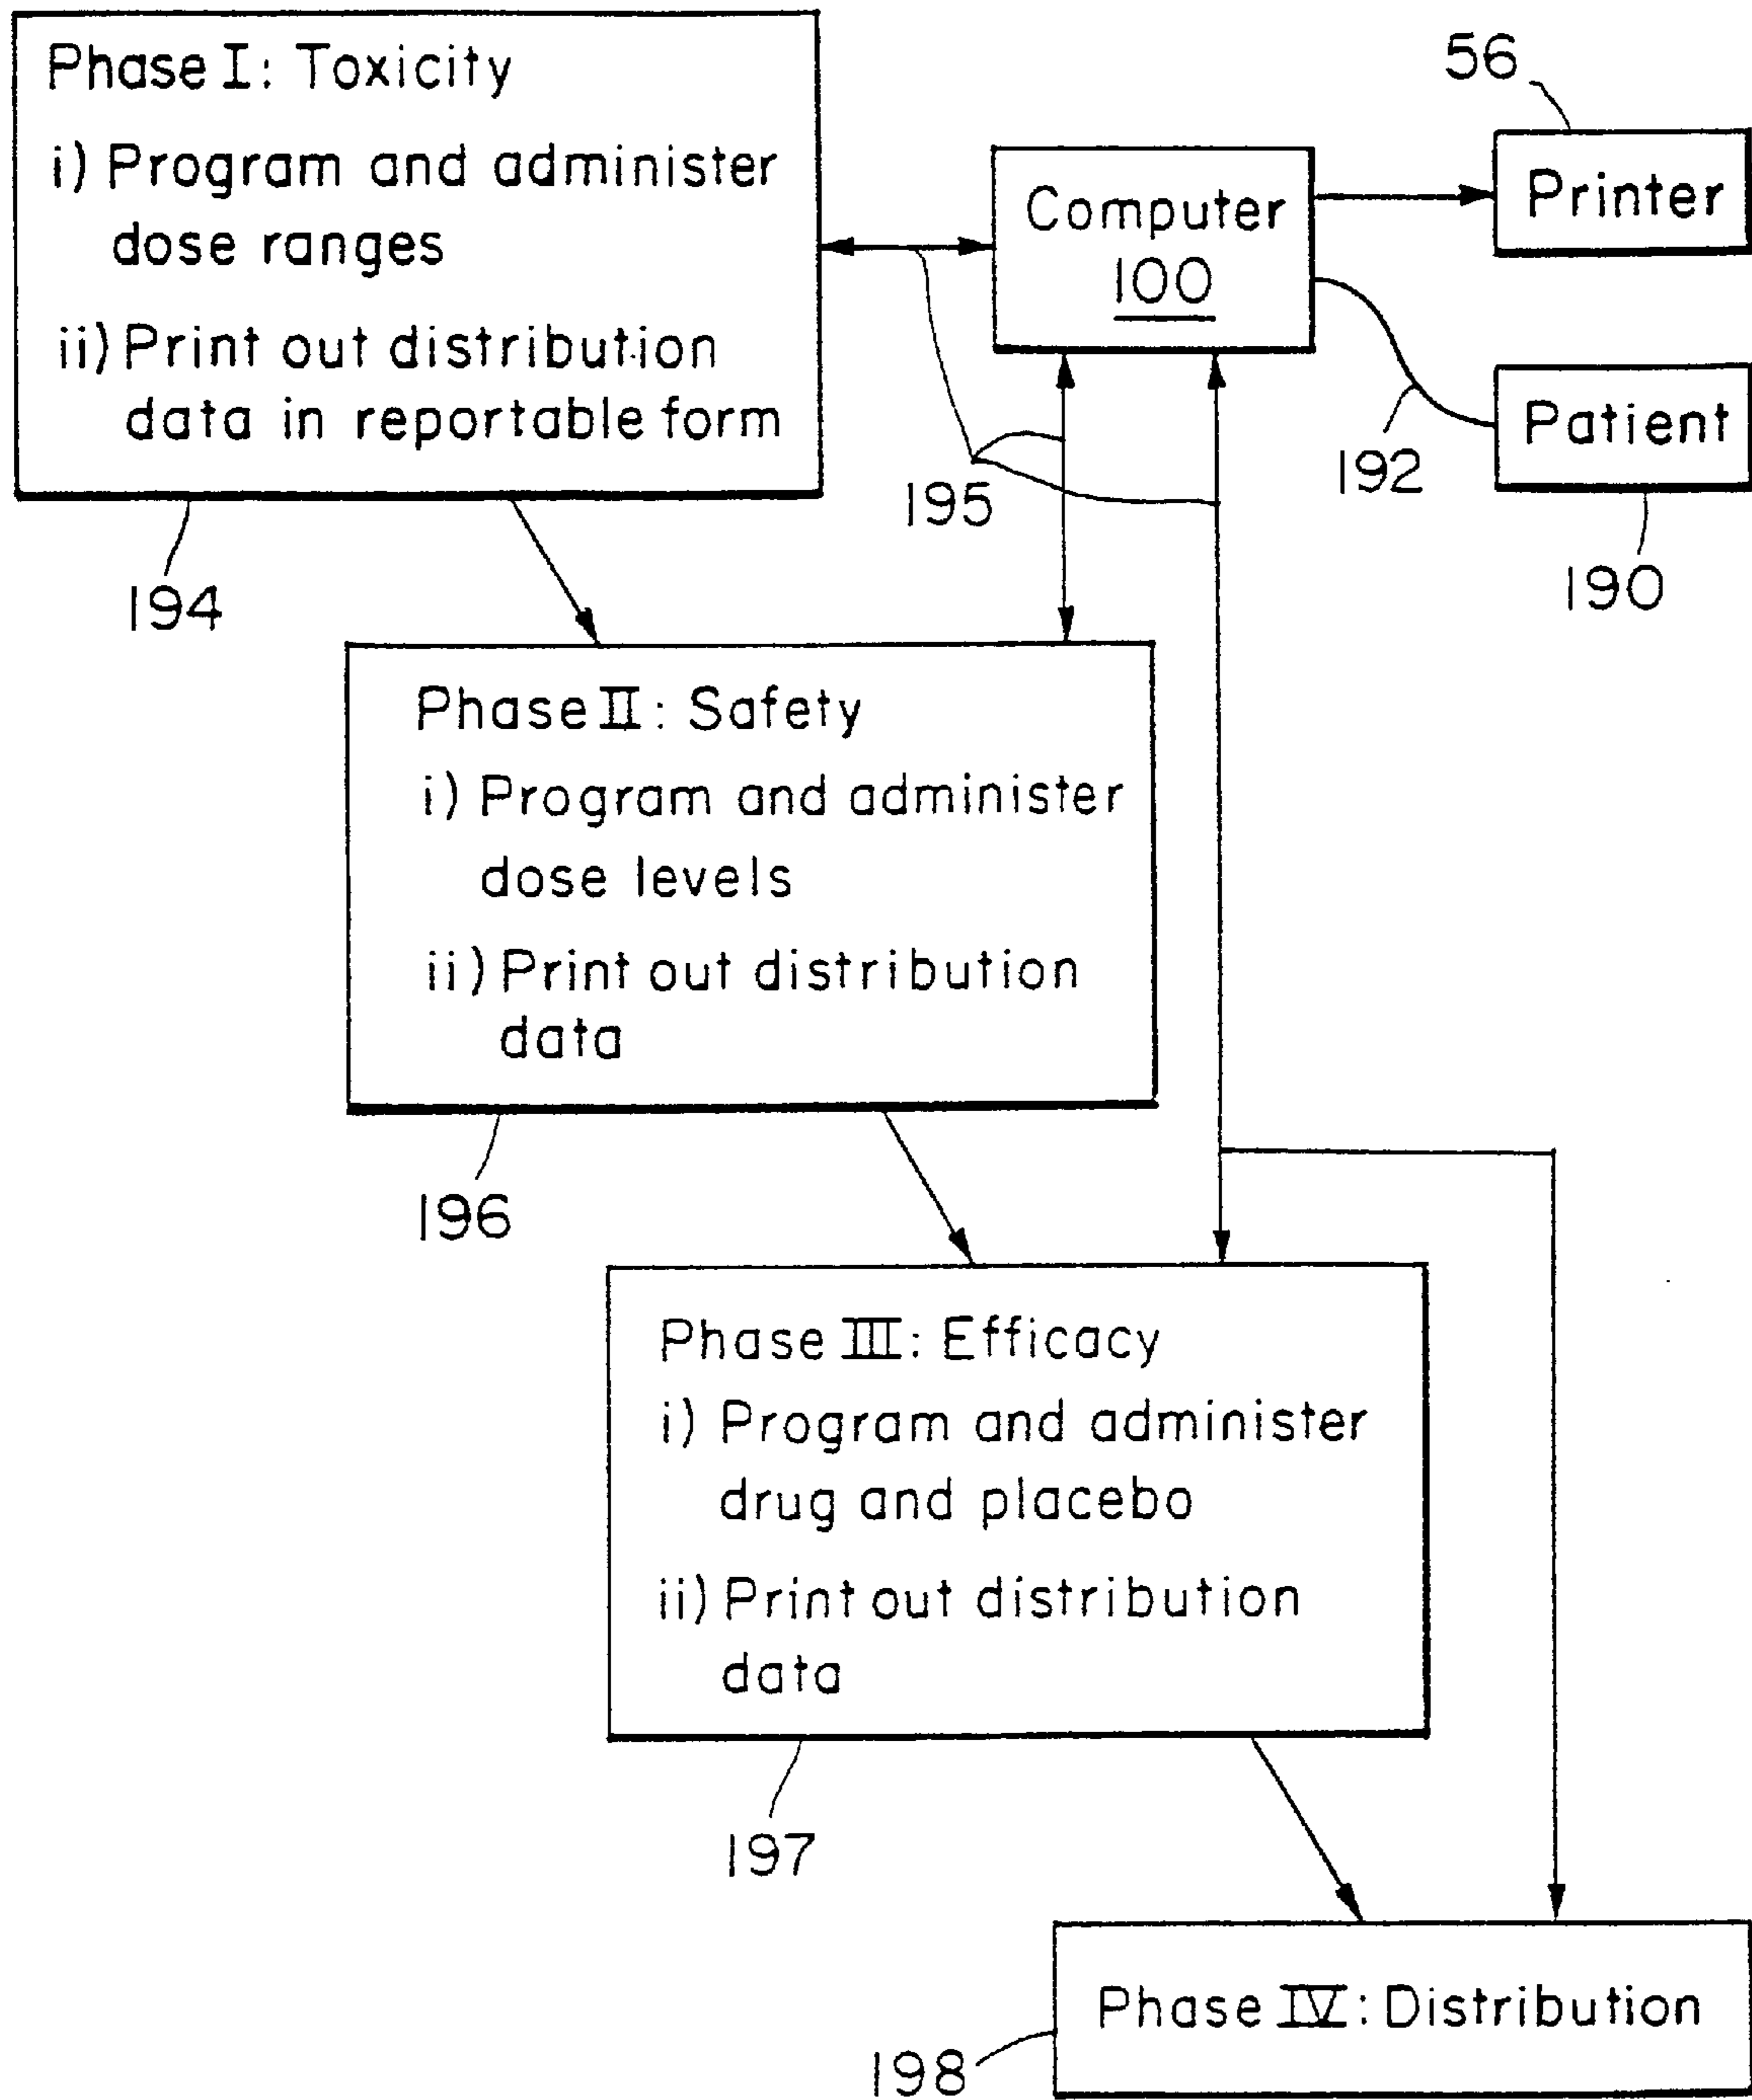 Phase I: Toxicity
i) Program and administer
dose ranges
ii) Print out distribution
data in reportable form
194
Computer
100
56
Printer
Patient
192
190
195
Phase II: Safety
i) Program and administer
dose levels
ii) Print out distribution
data
196
Phase III: Efficacy
i) Program and administer
drug and placebo
ii) Print out distribution
data
197
Phase IV: Distribution
198